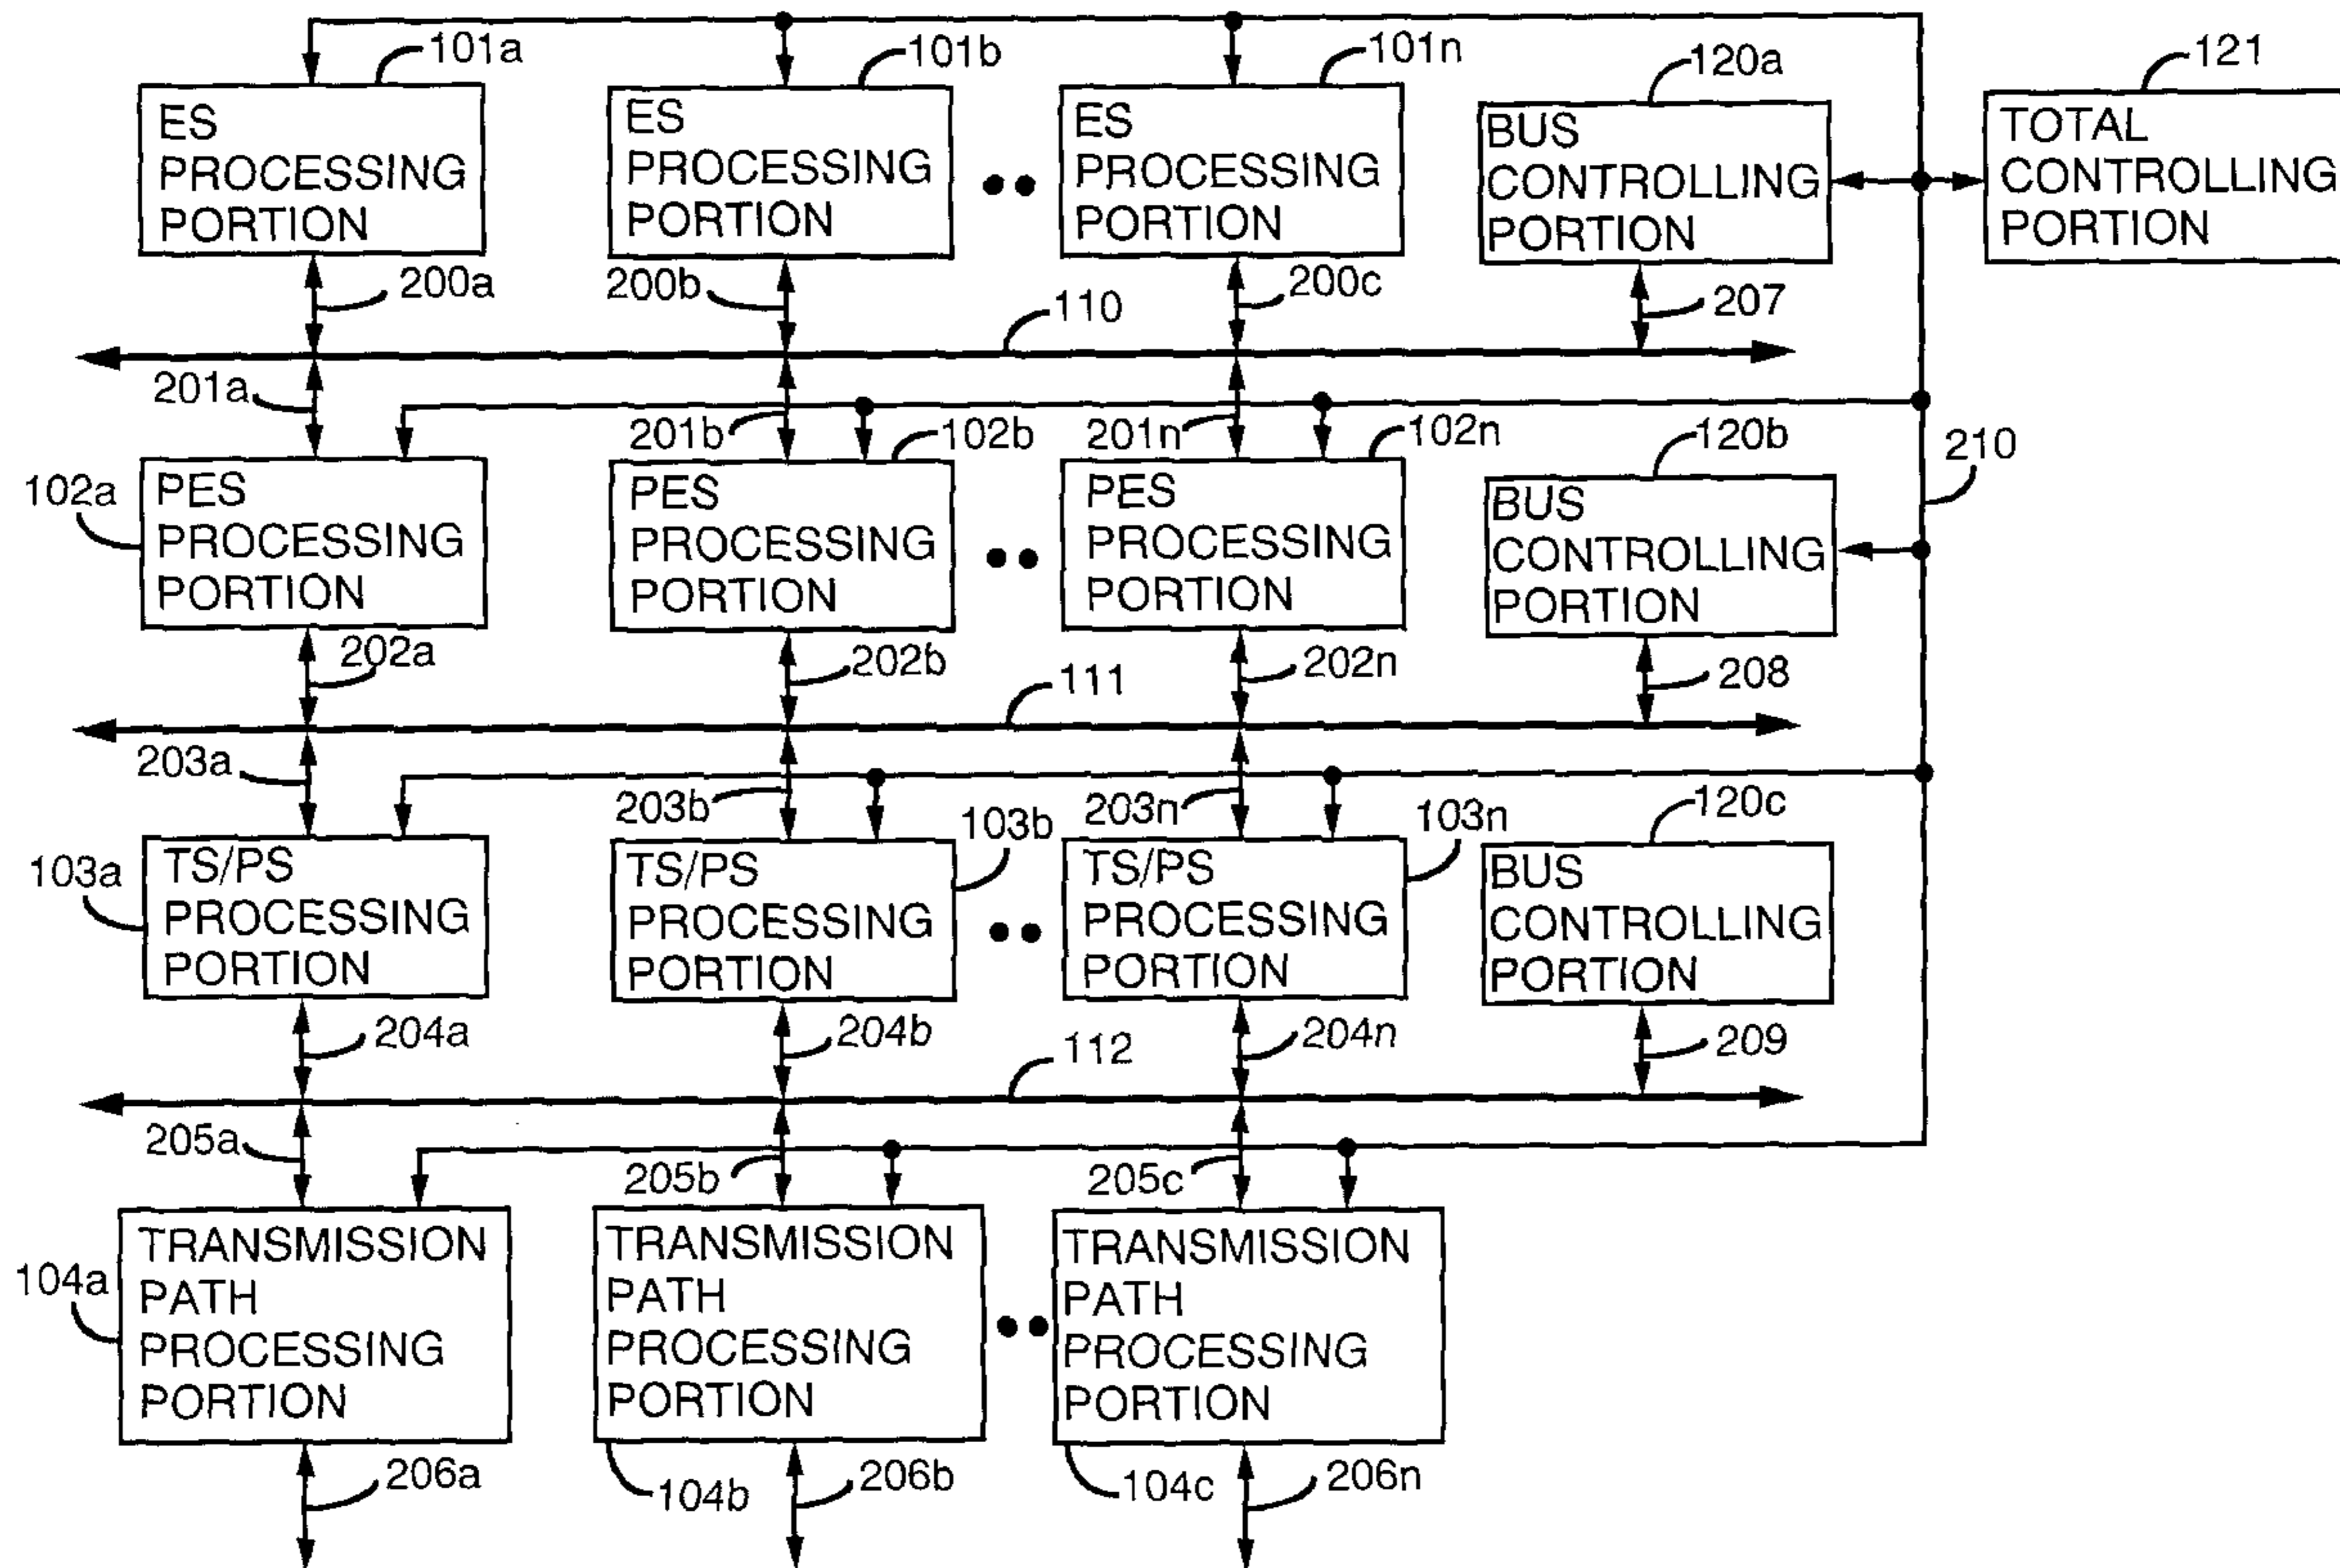 101a
101b
101n
120a
121
ES
PROCESSING
PORTION
ES
PROCESSING
PORTION
ES
PROCESSING
PORTION
BUS
CONTROLLING
PORTION
TOTAL
CONTROLLING
PORTION
200a
200b
200c
207
110
201a
201b
201n
102a
102b
102n
120b
210
PES
PROCESSING
PORTION
PES
PROCESSING
PORTION
PES
PROCESSING
PORTION
BUS
CONTROLLING
PORTION
202a
202b
202n
208
111
203a
203b
203n
103a
103b
103n
120c
TS/PS
PROCESSING
PORTION
TS/PS
PROCESSING
PORTION
TS/PS
PROCESSING
PORTION
BUS
CONTROLLING
PORTION
204a
204b
204n
209
112
205a
205b
205c
104a
TRANSMISSION
PATH
PROCESSING
PORTION
TRANSMISSION
PATH
PROCESSING
PORTION
TRANSMISSION
PATH
PROCESSING
PORTION
206a
104b
206b
104c
206n